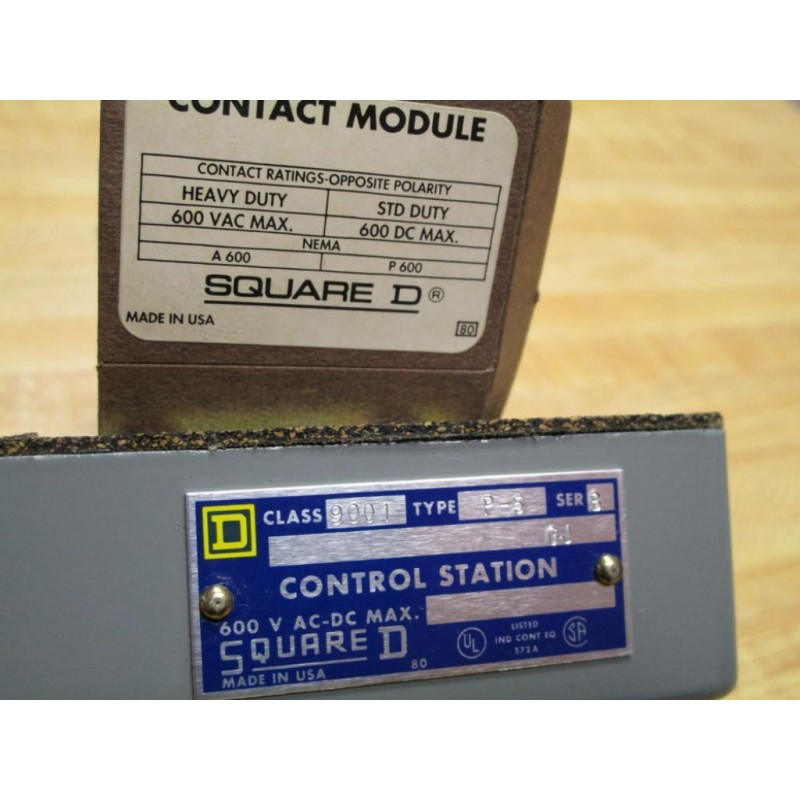 CONTACT MODULE
CONTACT RATINGS-OPPOSITE POLARITY
HEAVY DUTY STD DUTY
600 VAC MAX. 600 DC MAX.
NEMA
A 600 P 600
SQUARE D ®
MADE IN USA 80
D CLASS 9001 TYPE SER
CONTROL STATION
600 V AC-DC MAX.
SQUARE D
MADE IN USA 80
UL LISTED
IND CONT EQ
572A
SA